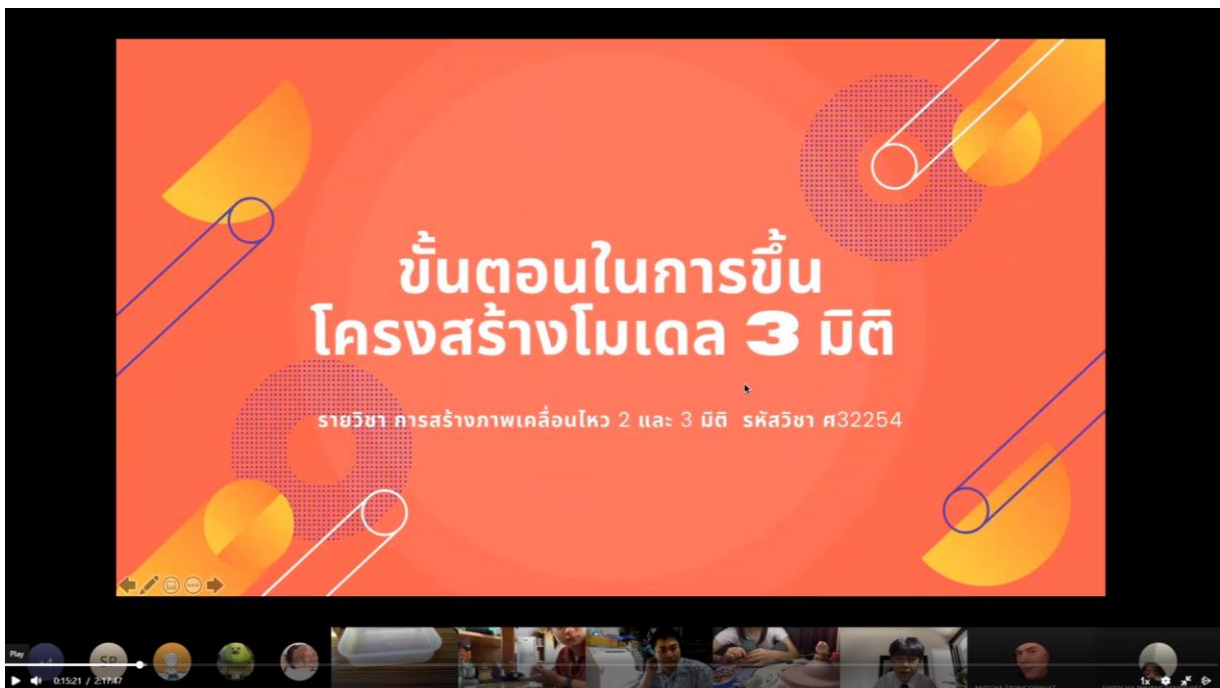 ขั้นตอนในการขึ้น
โครงสร้างโมเดล 3 มิติ
รายวิชา การสร้างภาพเคลื่อนไหว 2 และ 3 มิติ รหัสวิชา ศ32254
Play
+4
SP
0:15:21 / 2:17:47
1x